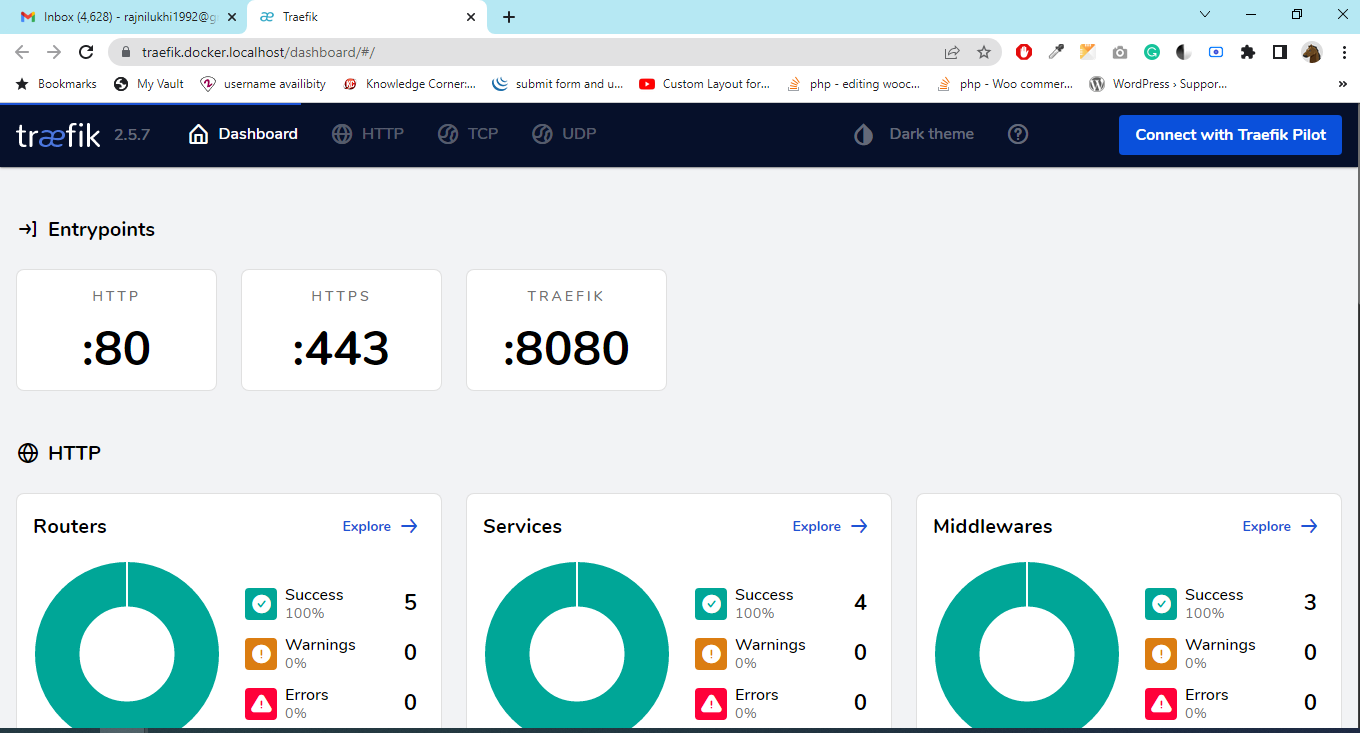 Inbox (4,628) - rajnilukhi1992@g
Traefik
traefik.docker.localhost/dashboard/#/
Bookmarks
My Vault
username availibity
Knowledge Corner:...
submit form and u...
Custom Layout for...
php - editing wooc...
php - Woo commer...
WordPress › Suppor...
»
træfik 2.5.7
Dashboard
HTTP
TCP
UDP
Dark theme
Connect with Traefik Pilot
Entrypoints
HTTP
:80
HTTPS
:443
TRAEFIK
:8080
HTTP
Routers
Explore
Success 5
100%
Warnings 0
0%
Errors 0
0%
Services
Explore
Success 4
100%
Warnings 0
0%
Errors 0
0%
Middlewares
Explore
Success 3
100%
Warnings 0
0%
Errors 0
0%